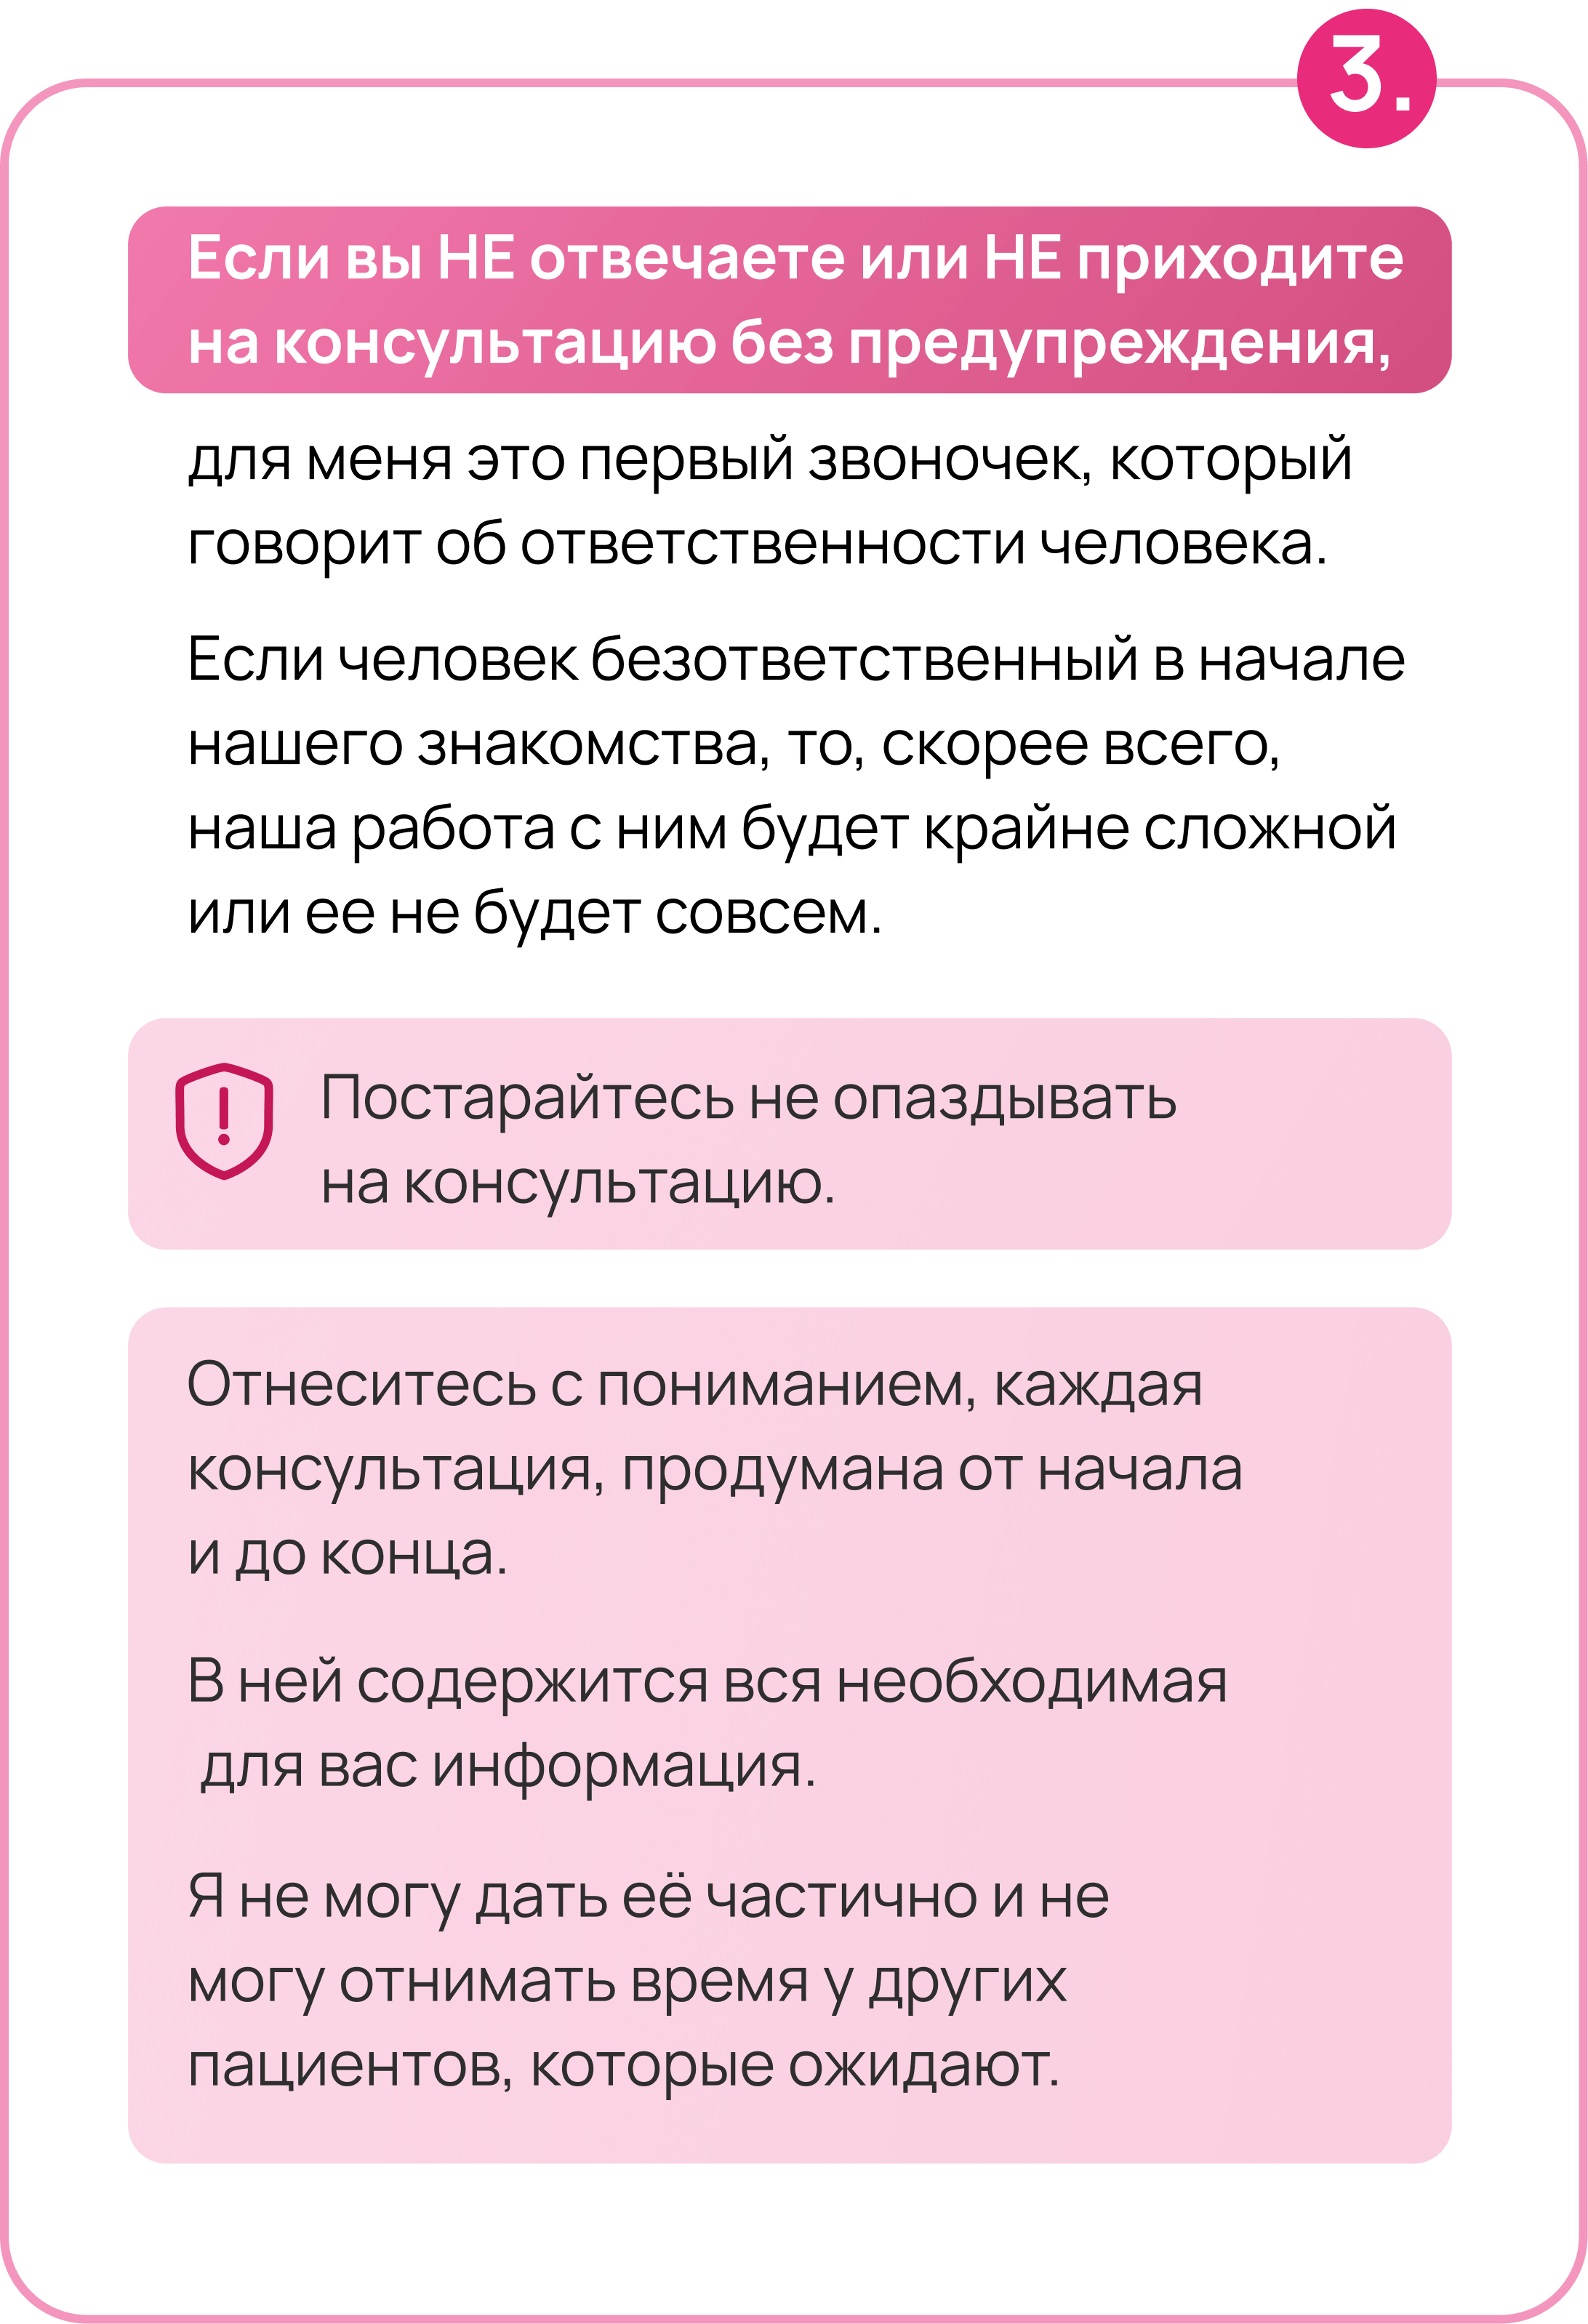 3.
Если вы НЕ отвечаете или НЕ приходите
на консультацию без предупреждения,
для меня это первый звоночек, который
говорит об ответственности человека.
Если человек безответственный в начале
нашего знакомства, то, скорее всего,
наша работа с ним будет крайне сложной
или ее не будет совсем.
Постарайтесь не опаздывать
на консультацию.
Отнеситесь с пониманием, каждая
консультация, продумана от начала
и до конца.
В ней содержится вся необходимая
для вас информация.
Я не могу дать её частично и не
могу отнимать время у других
пациентов, которые ожидают.